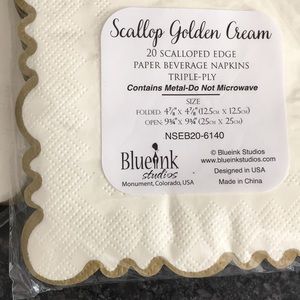 Scallop Golden Cream
20 SCALLOPED EDGE
PAPER BEVERAGE NAPKINS
TRIPLE-PLY
Contains Metal-Do Not Microwave
SIZE
FOLDED: 4⅞" X 4⅞" (12.5CM X 12.5CM)
OPEN: 9¾" X 9¾" (25CM X 25CM)
NSEB20-6140
Blueink
studios
Monument, Colorado, USA
© Blueink Studios
www.blueinkstudios.com
Designed in USA
Made in China